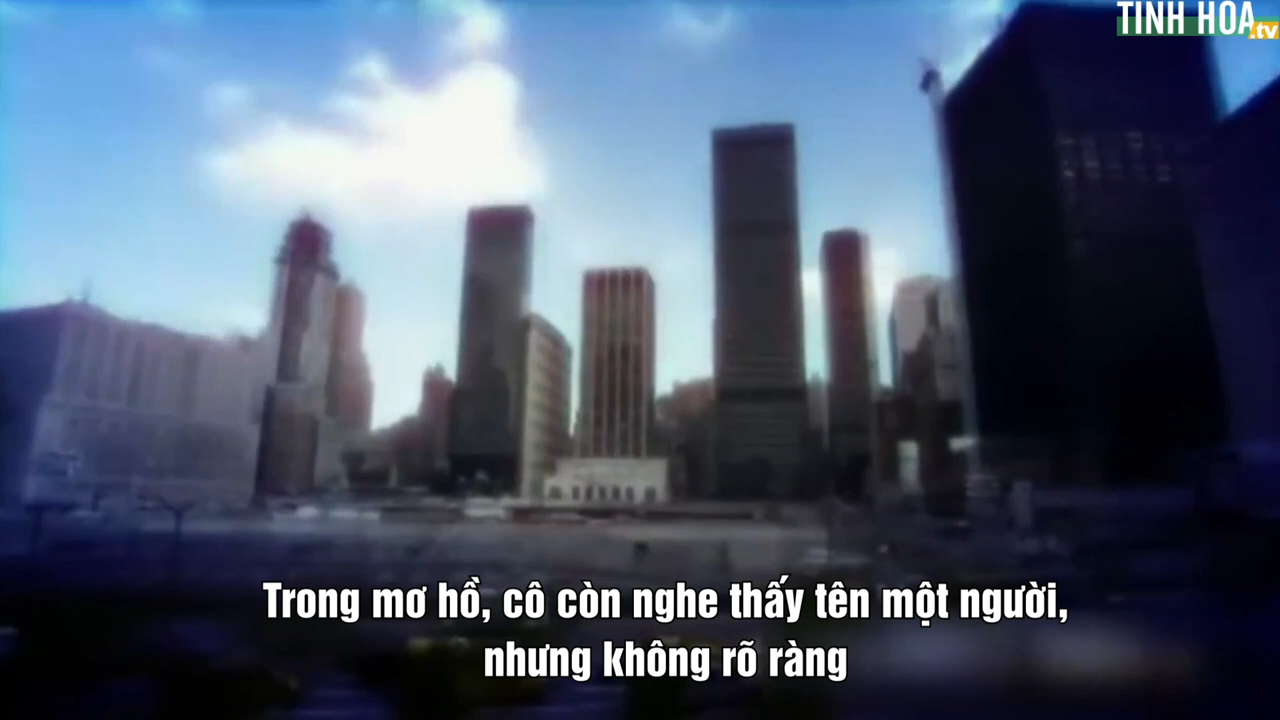 TINH HOA
.tv
Trong mơ hồ, cô còn nghe thấy tên một người,
nhưng không rõ ràng